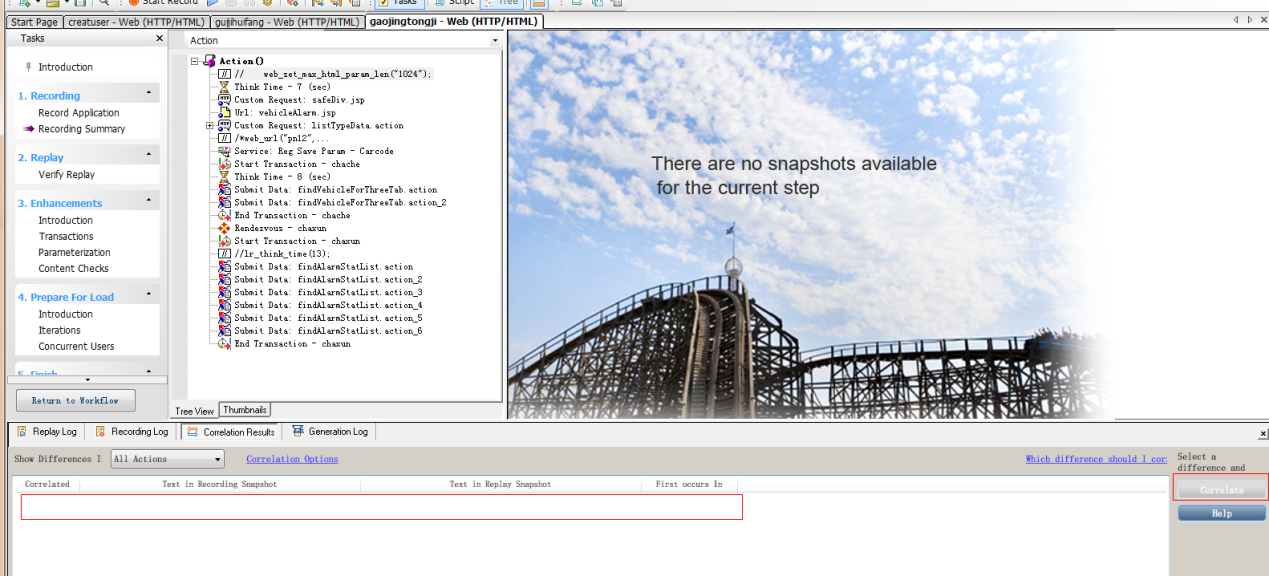 Start Record
Tasks
Script
Tree
Start Page
creatuser - Web (HTTP/HTML)
gujihuifang - Web (HTTP/HTML)
gaojingtongji - Web (HTTP/HTML)
Tasks
Introduction
1. Recording
Record Application
Recording Summary
2. Replay
Verify Replay
3. Enhancements
Introduction
Transactions
Parameterization
Content Checks
4. Prepare For Load
Introduction
Iterations
Concurrent Users
5. Finish
Return to Workflow
Action
Action()
// web_set_max_html_param_len("1024");
Think Time - 7 (sec)
Custom Request: safeDiv.jsp
Url: vehicleAlarm.jsp
Custom Request: listTypeData.action
/*web_url("pn12",...
Service: Reg Save Param - Carcode
Start Transaction - chache
Think Time - 8 (sec)
Submit Data: findVehicleForThreeTab.action
Submit Data: findVehicleForThreeTab.action_2
End Transaction - chache
Rendezvous - chaxun
Start Transaction - chaxun
//lr_think_time(13);
Submit Data: findAlarmStatList.action
Submit Data: findAlarmStatList.action_2
Submit Data: findAlarmStatList.action_3
Submit Data: findAlarmStatList.action_4
Submit Data: findAlarmStatList.action_5
Submit Data: findAlarmStatList.action_6
End Transaction - chaxun
Tree View
Thumbnails
There are no snapshots available
for the current step
Replay Log
Recording Log
Correlation Results
Generation Log
Show Differences I
All Actions
Correlation Options
Which difference should I cor
Select a
difference and
Correlated
Text in Recording Snapshot
Text in Replay Snapshot
First occurs In
Correlate
Help